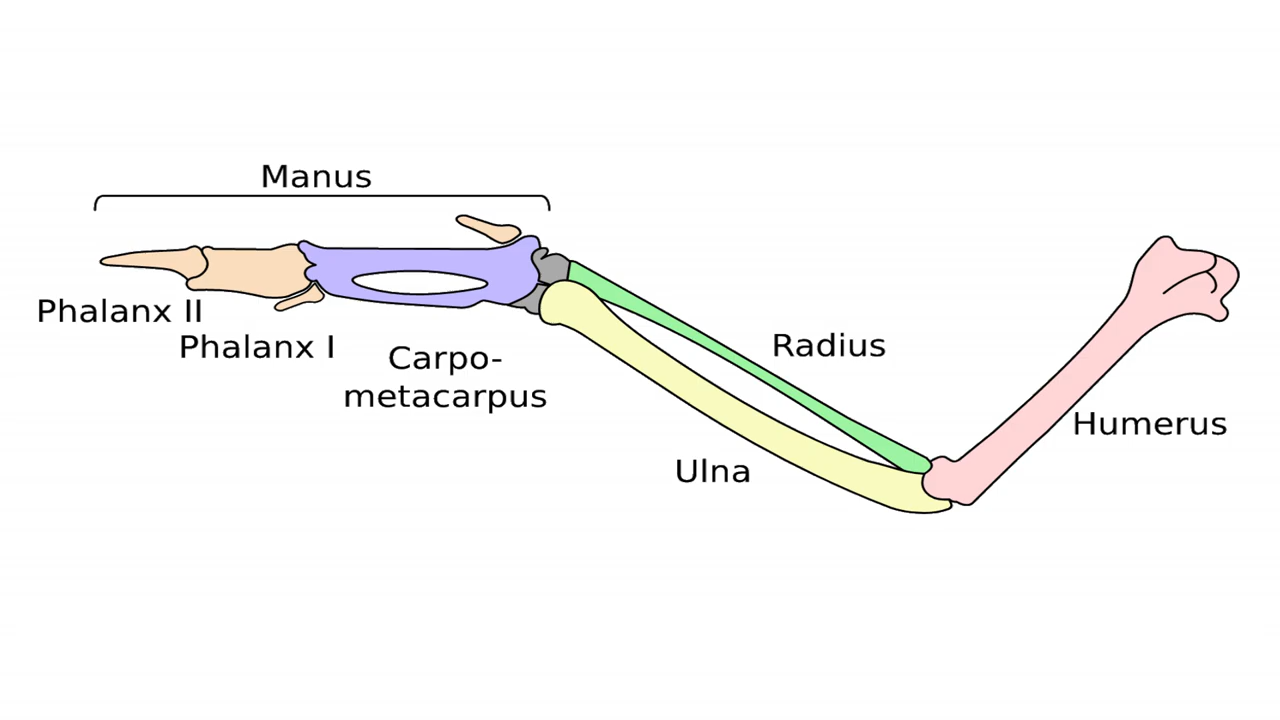 Manus
Phalanx II
Phalanx I
Carpo-
metacarpus
Radius
Ulna
Humerus